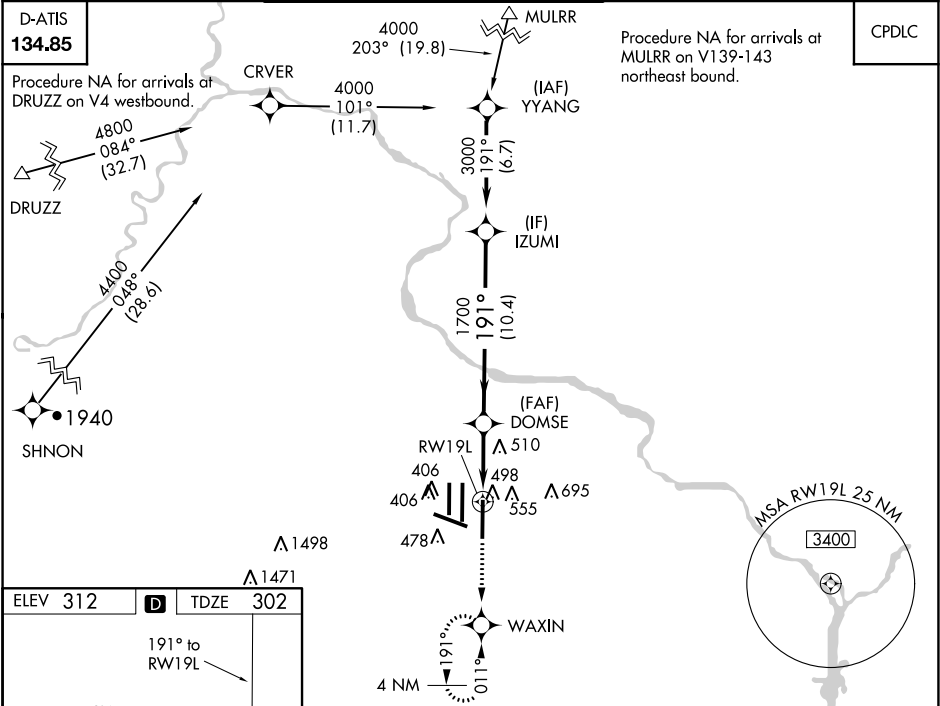 D-ATIS
134.85
Procedure NA for arrivals at
DRUZZ on V4 westbound.
4000
203° (19.8)
MULRR
Procedure NA for arrivals at
MULRR on V139-143
northeast bound.
CPDLC
CRVER
4000
101°
(11.7)
(IAF)
YYANG
4800
084°
(32.7)
DRUZZ
3000
191°
(6.7)
(IF)
IZUMI
4400
048°
(28.6)
1700
191°
(10.4)
1940
SHNON
(FAF)
DOMSE
RW19L
510
406
498
406
555
695
478
1498
1471
MSA RW19L 25 NM
3400
ELEV 312
D
TDZE 302
191° to
RW19L
WAXIN
191°
011°
4 NM